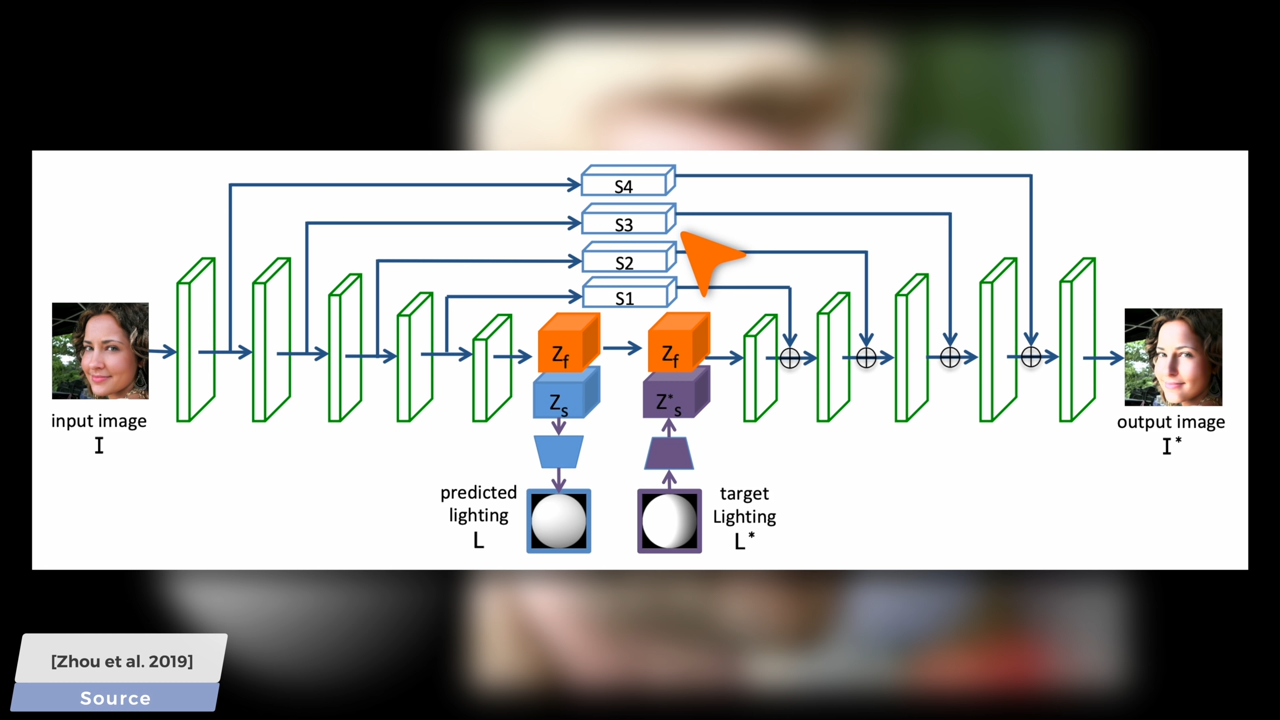 S4
S3
S2
S1
Zf
Zf
Zs
Z*s
input image
I
output image
I*
predicted
lighting
L
target
Lighting
L*
[Zhou et al. 2019]
Source